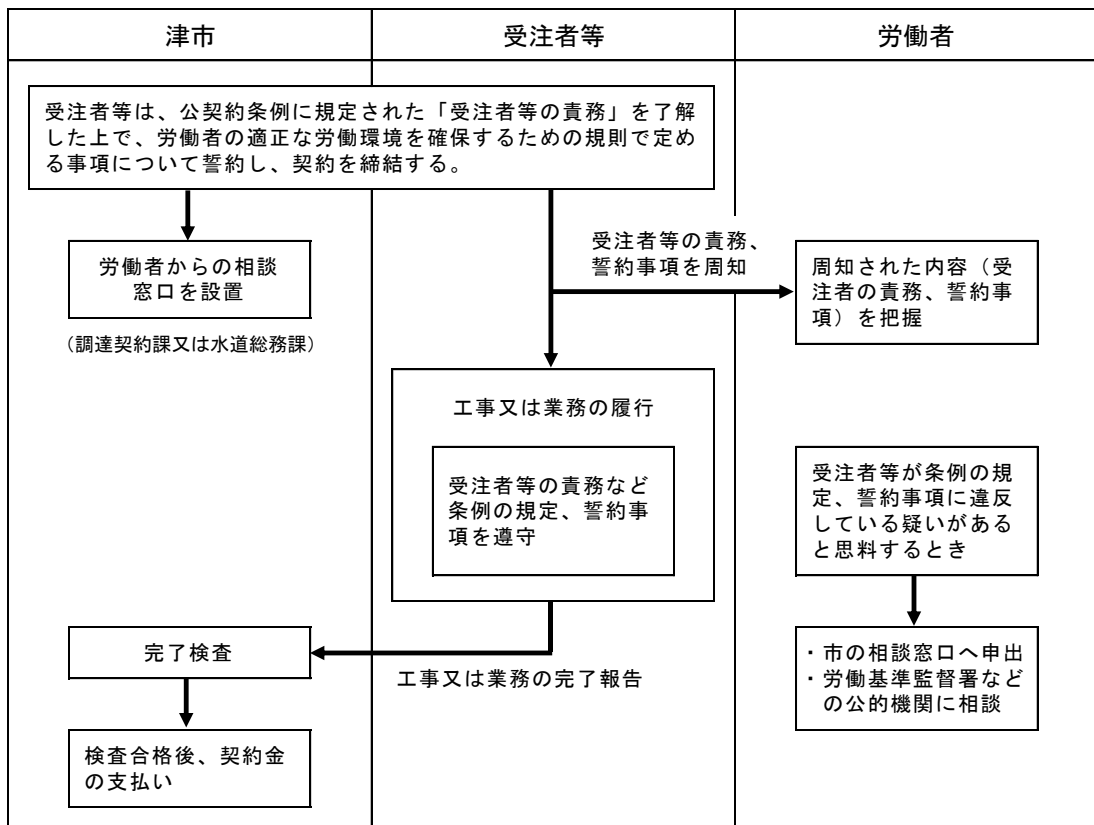 津市
受注者等
労働者
受注者等は、公契約条例に規定された「受注者等の責務」を了解
した上で、労働者の適正な労働環境を確保するための規則で定め
る事項について誓約し、契約を締結する。
労働者からの相談
窓口を設置
（調達契約課又は水道総務課）
受注者等の責務、
誓約事項を周知
周知された内容（受
注者の責務、誓約事
項）を把握
工事又は業務の履行
受注者等の責務など
条例の規定、誓約事
項を遵守
受注者等が条例の規
定、誓約事項に違反
している疑いがある
と思料するとき
完了検査
工事又は業務の完了報告
・市の相談窓口へ申出
・労働基準監督署など
の公的機関に相談
検査合格後、契約金
の支払い